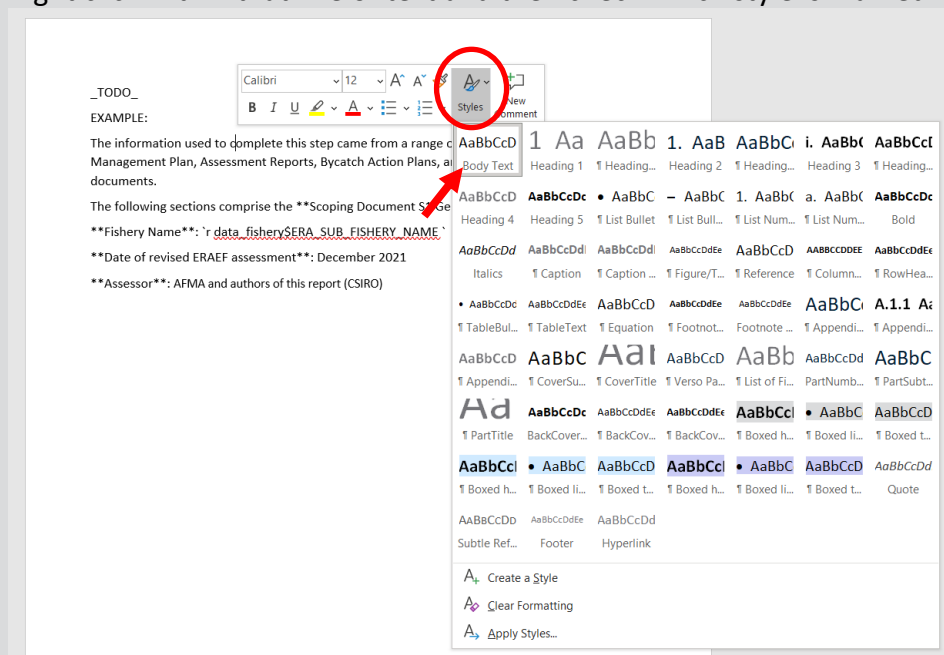 _TODO_
EXAMPLE:
The information used to complete this step came from a range
Management Plan, Assessment Reports, Bycatch Action Plans,
documents.
The following sections comprise the **Scoping Document S1
**Fishery Name**: `r data_fishery$ERA_SUB_FISHERY_NAME `
**Date of revised ERAEF assessment**: December 2021
**Assessor**: AFMA and authors of this report (CSIRO)
Calibri 12 A A Styles New Comment
B I U A
AaBbCcD 1 Aa AaBb 1. AaB AaBbCc i. AaBb( AaBbCc[
Body Text Heading 1 ¶ Heading... Heading 2 ¶ Heading... Heading 3 ¶ Heading...
AaBbCcD AaBbCcDc • AaBbC – AaBbC 1. AaBb( a. AaBb( AaBbCcDc
Heading 4 Heading 5 ¶ List Bullet ¶ List Bull... ¶ List Num... ¶ List Num... Bold
AaBbCcDd AaBbCcDdI AaBbCcDdI AaBbCcDdEe AaBbCcD AABBCCDDEE AaBbCcDdEe
Italics ¶ Caption ¶ Caption ... ¶ Figure/T... ¶ Reference ¶ Column... ¶ RowHea...
• AaBbCcDc AaBbCcDdEe AaBbCcD AaBbCcDdEe AaBbCcDdEe AaBbC( A.1.1 Aa
¶ TableBul... ¶ TableText ¶ Equation ¶ Footnot... Footnote ... ¶ Appendi... ¶ Appendi...
AaBbCcD AaBbC AaI AaBbCcD AaBb AaBbCcDd AaBbC
¶ Appendi... ¶ CoverSu... ¶ CoverTitle ¶ Verso Pa... ¶ List of Fi... PartNumb... ¶ PartSubt...
Aa AaBbCcDc AaBbCcDdEe AaBbCcDdEe AaBbCcI • AaBbC AaBbCcD
¶ PartTitle BackCover... ¶ BackCov... ¶ BackCov... ¶ Boxed h... ¶ Boxed li... ¶ Boxed t...
AaBbCcI • AaBbC AaBbCcD AaBbCcI • AaBbC AaBbCcD AaBbCcDd
¶ Boxed h... ¶ Boxed li... ¶ Boxed t... ¶ Boxed h... ¶ Boxed li... ¶ Boxed t... Quote
AABBCCDD AaBbCcDdEe AaBbCcDd
Subtle Ref... Footer Hyperlink
Create a Style
Clear Formatting
Apply Styles...